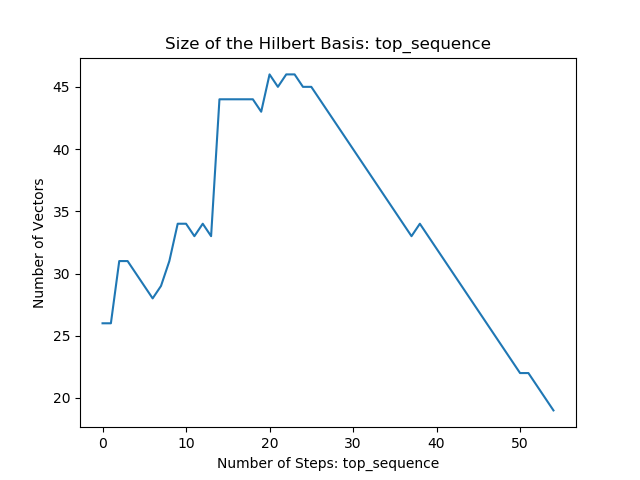 Size of the Hilbert Basis: top_sequence
Number of Vectors
45
40
35
30
25
20
0 10 20 30 40 50
Number of Steps: top_sequence